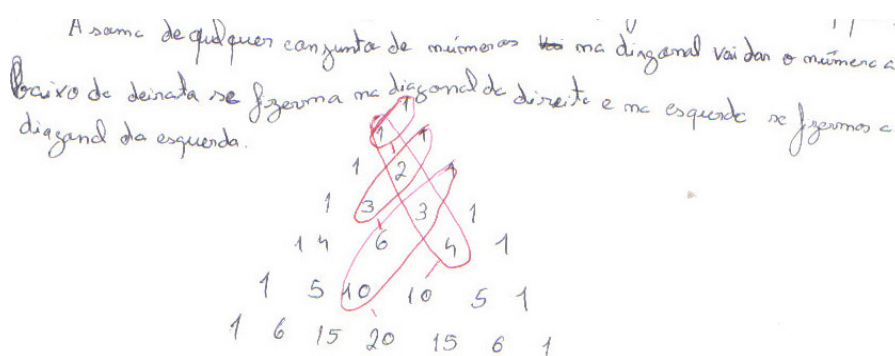 A soma de qualquer conjunto de números na diagonal vai dar o número a
baixo da direita se fizermos na diagonal da direita e na esquerda se fizermos a
diagonal da esquerda.
1
1 1
1 2 1
1 3 3 1
1 4 6 4 1
1 5 10 10 5 1
1 6 15 20 15 6 1